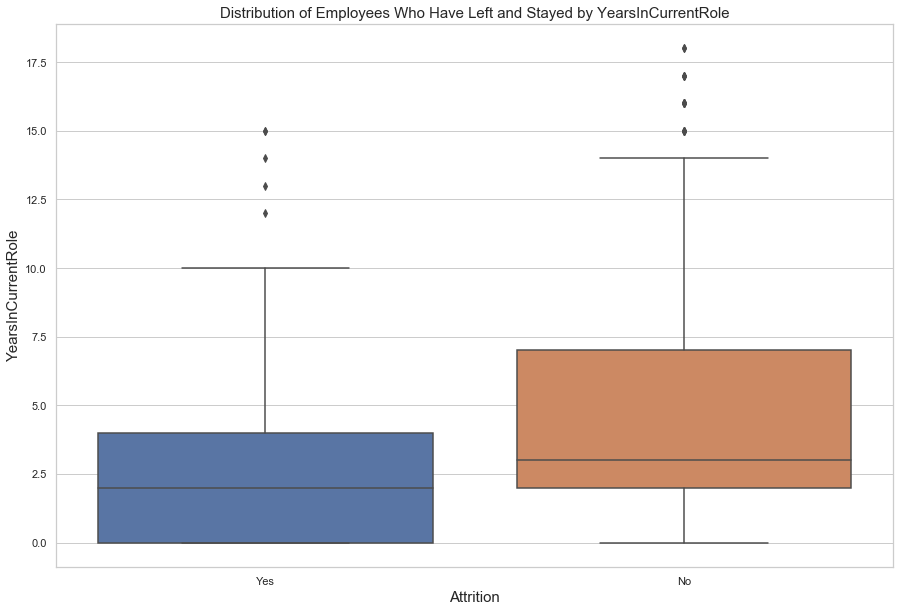 Distribution of Employees Who Have Left and Stayed by YearsInCurrentRole
17.5
15.0
12.5
10.0
7.5
5.0
2.5
0.0
YearsInCurrentRole
Yes
No
Attrition